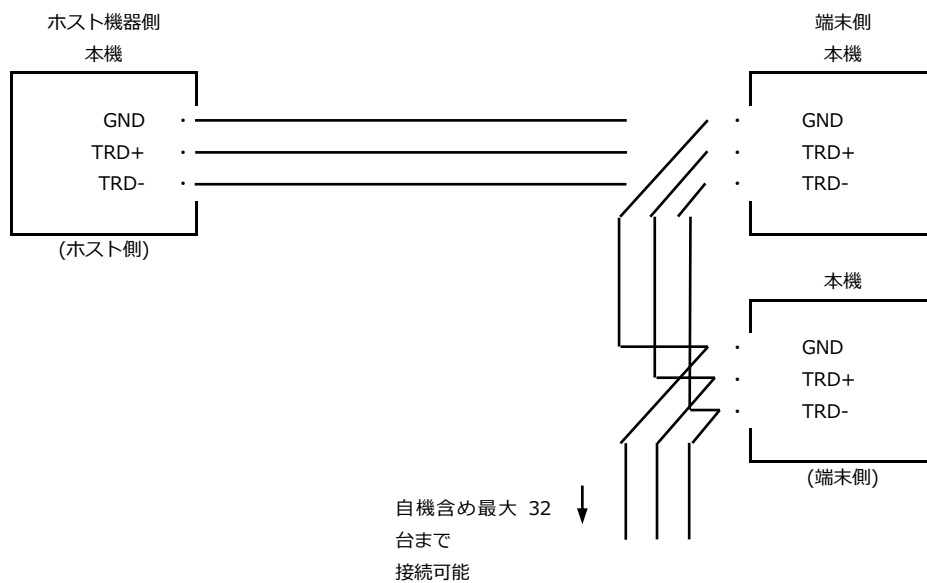 ホスト機器側
本機
GND
TRD+
TRD-
(ホスト側)
端末側
本機
GND
TRD+
TRD-
本機
GND
TRD+
TRD-
(端末側)
自機含め最大 32
台まで
接続可能